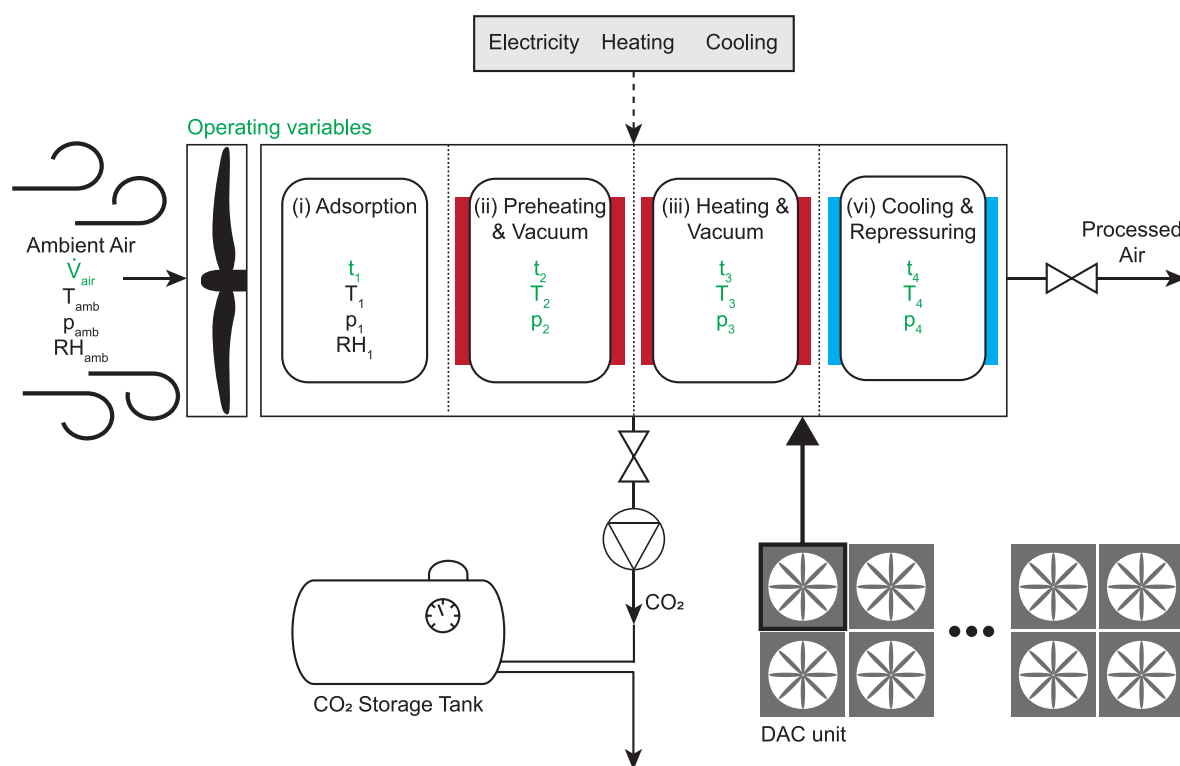 Electricity Heating Cooling
Operating variables
Ambient Air
V̇air
Tamb
pamb
RHamb
(i) Adsorption
t1
T1
p1
RH1
(ii) Preheating
& Vacuum
t2
T2
p2
(iii) Heating &
Vacuum
t3
T3
p3
(vi) Cooling &
Repressuring
t4
T4
p4
Processed
Air
CO₂
CO₂ Storage Tank
DAC unit